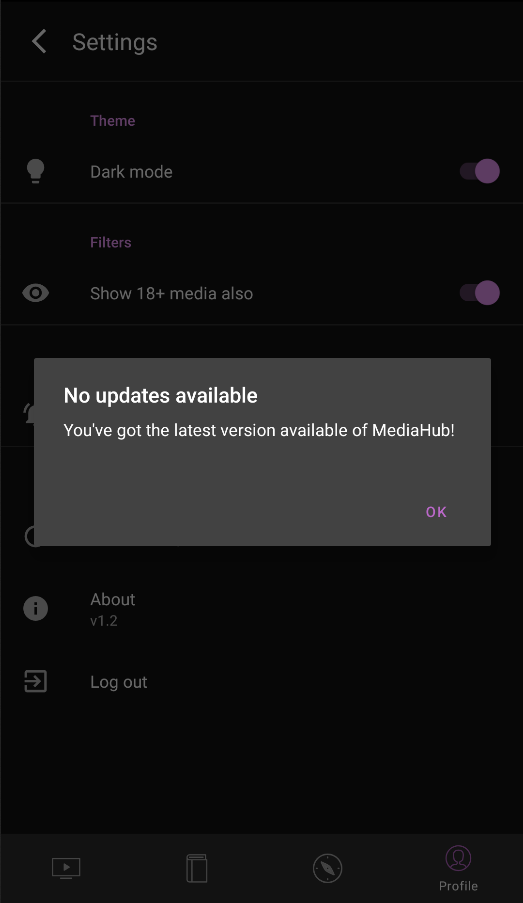 Settings
Theme
Dark mode
Filters
Show 18+ media also
No updates available
You've got the latest version available of MediaHub!
OK
About
v1.2
Log out
Profile